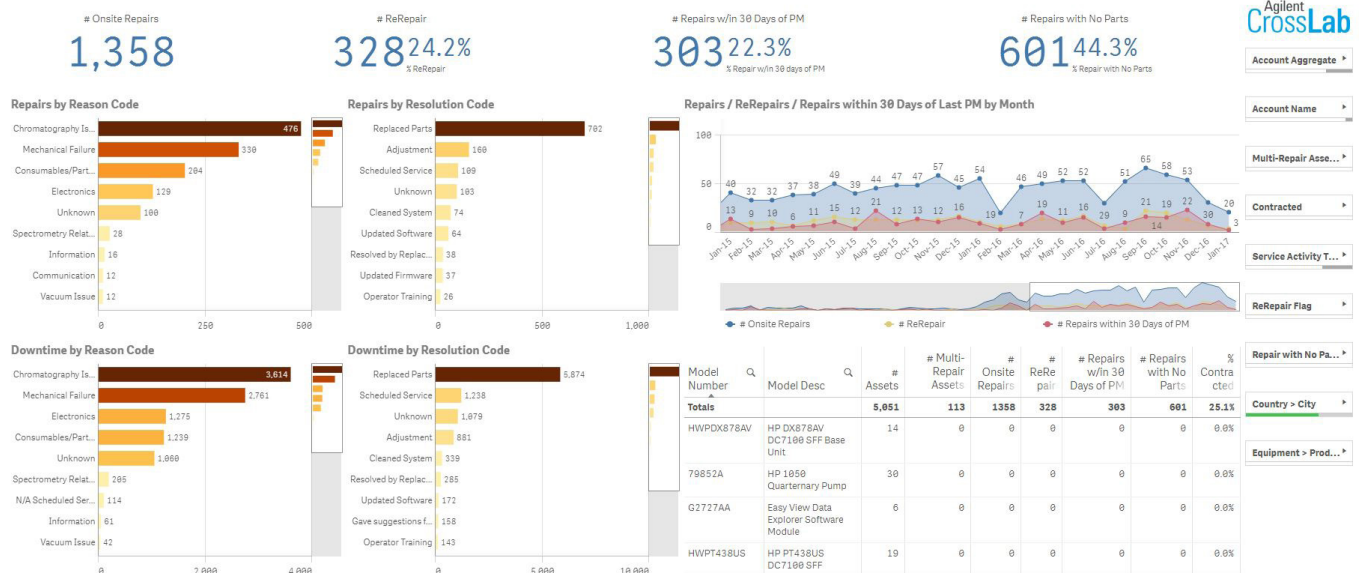 # Onsite Repairs
1,358
# ReRepair
328 24.2%
% ReRepair
# Repairs w/in 30 Days of PM
303 22.3%
% Repair w/in 30 days of PM
# Repairs with No Parts
601 44.3%
% Repair with No Parts
Agilent
CrossLab
Account Aggregate
Account Name
Multi-Repair Asse...
Contracted
Service Activity T...
ReRepair Flag
Repair with No Pa...
Country > City
Equipment > Prod...
Repairs by Reason Code
Chromatography Is... 476
Mechanical Failure 330
Consumables/Part... 204
Electronics 129
Unknown 100
Spectrometry Relat... 28
Information 16
Communication 12
Vacuum Issue 12
0 250 500
Repairs by Resolution Code
Replaced Parts 702
Adjustment 160
Scheduled Service 109
Unknown 103
Cleaned System 74
Updated Software 64
Resolved by Replac... 38
Updated Firmware 37
Operator Training 26
0 500 1,000
Repairs / ReRepairs / Repairs within 30 Days of Last PM by Month
100
50
0
40 32 32 37 38 49 39 44 47 47 57 45 54 19 46 49 52 52 29 51 65 58 53 30 20
13 9 10 6 11 15 12 21 12 13 12 16 7 19 11 16 9 21 14 19 22 3
Jan-15 Feb-15 Mar-15 Apr-15 May-15 Jun-15 Jul-15 Aug-15 Sep-15 Oct-15 Nov-15 Dec-15 Jan-16 Feb-16 Mar-16 Apr-16 May-16 Jun-16 Jul-16 Aug-16 Sep-16 Oct-16 Nov-16 Dec-16 Jan-17
# Onsite Repairs # ReRepair # Repairs within 30 Days of PM
Downtime by Reason Code
Chromatography Is... 3,614
Mechanical Failure 2,761
Electronics 1,275
Consumables/Part... 1,239
Unknown 1,060
Spectrometry Relat... 205
N/A Scheduled Ser... 114
Information 61
Vacuum Issue 42
0 2,000 4,000
Downtime by Resolution Code
Replaced Parts 5,874
Scheduled Service 1,238
Unknown 1,079
Adjustment 881
Cleaned System 339
Resolved by Replac... 285
Updated Software 172
Gave suggestions f... 158
Operator Training 143
0 5,000 10,000
Model Number
Model Desc
# Assets
# Multi-Repair Assets
# Onsite Repairs
# ReRe pair
# Repairs w/in 30 Days of PM
# Repairs with No Parts
% Contra cted
Totals 5,051 113 1358 328 303 601 25.1%
HWPDX878AV HP DX878AV 14 0 0 0 0 0 0.0%
DC7100 SFF Base
Unit
79852A HP 1050 30 0 0 0 0 0 0.0%
Quarternary Pump
G2727AA Easy View Data 6 0 0 0 0 0 0.0%
Explorer Software
Module
HWPT438US HP PT438US 19 0 0 0 0 0 0.0%
DC7100 SFF